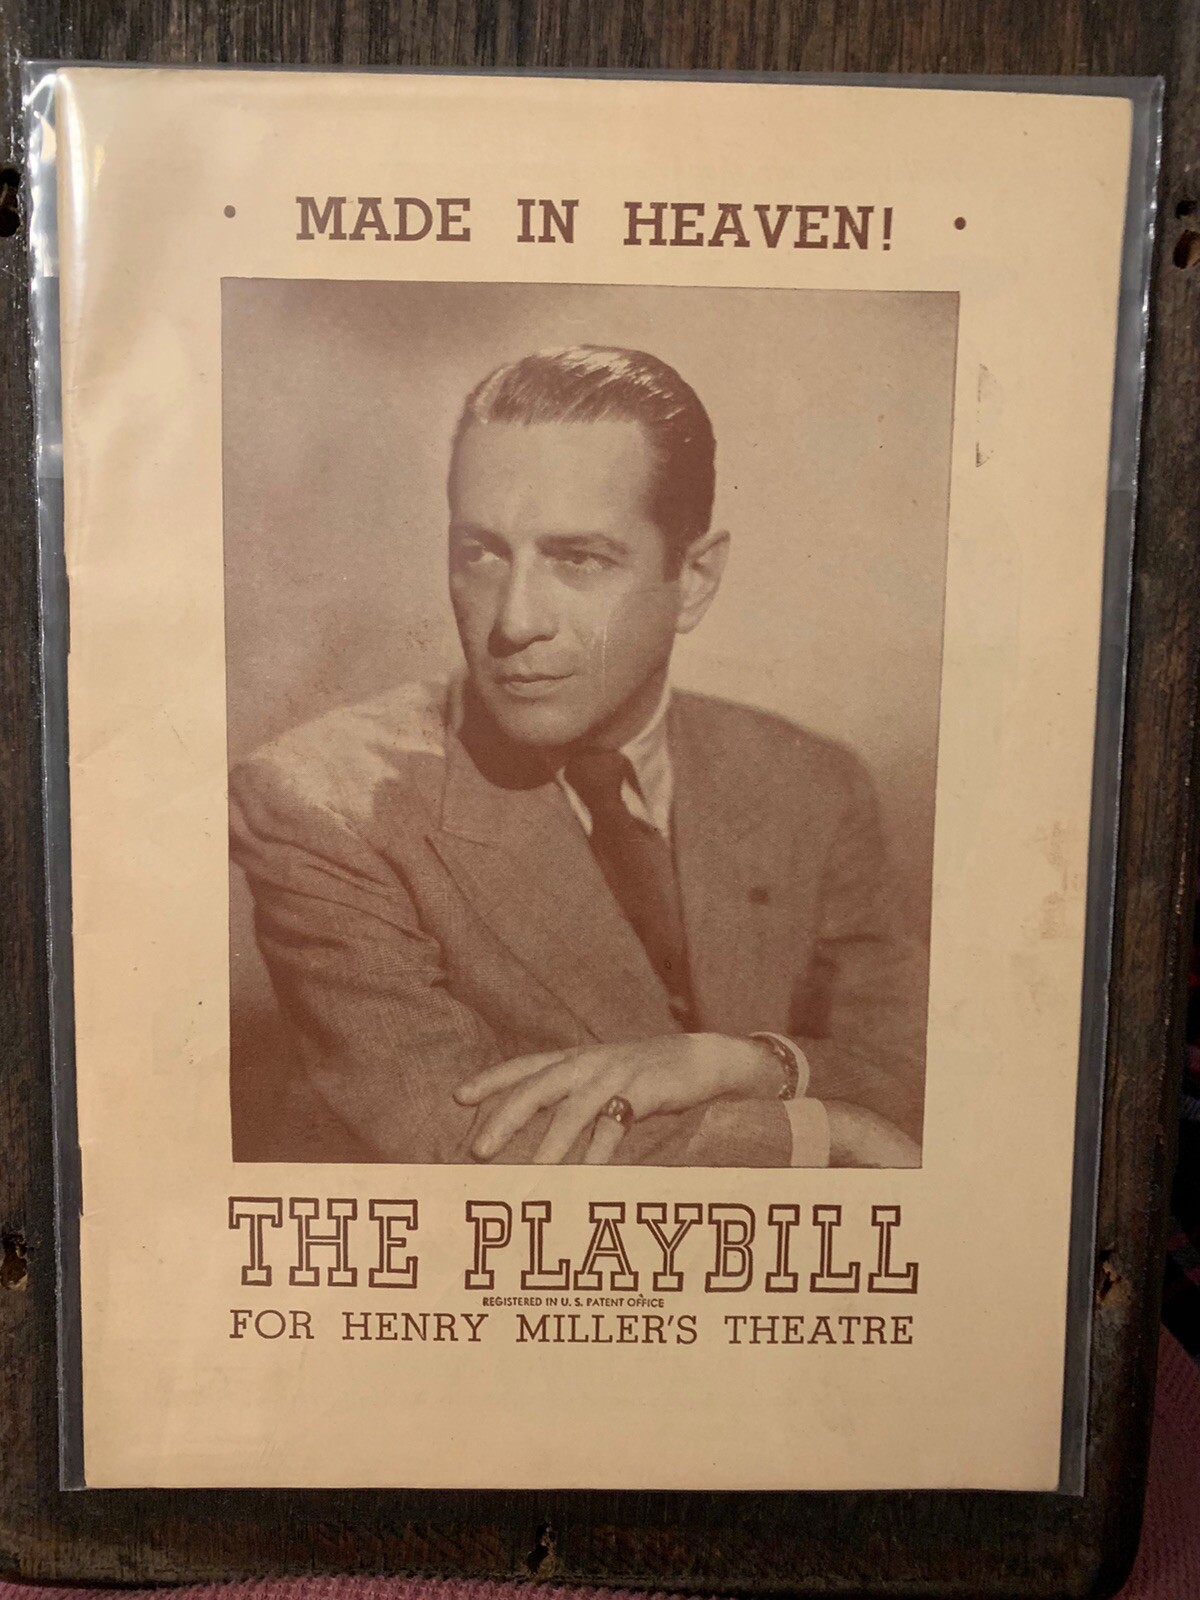 • MADE IN HEAVEN! •
THE PLAYBILL
REGISTERED IN U. S. PATENT OFFICE
FOR HENRY MILLER'S THEATRE